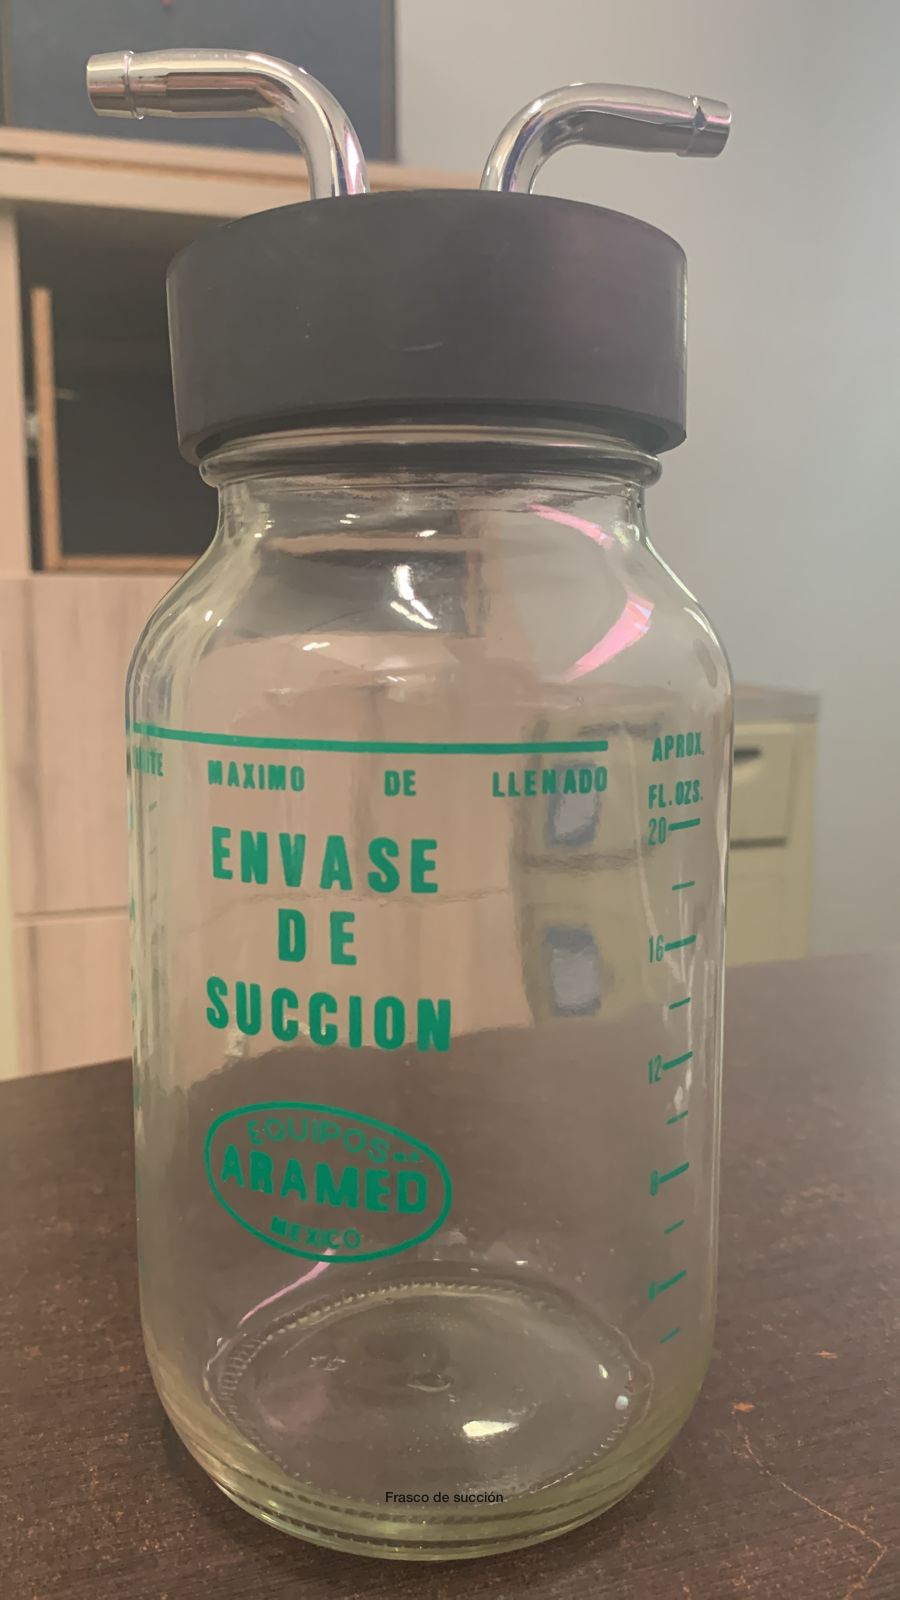 MAXIMO DE LLENADO
ENVASE
DE
SUCCION
EQUIPOS
ARAMED
MEXICO
APROX.
FL. OZS.
20
16
12
8
4
Frasco de succión